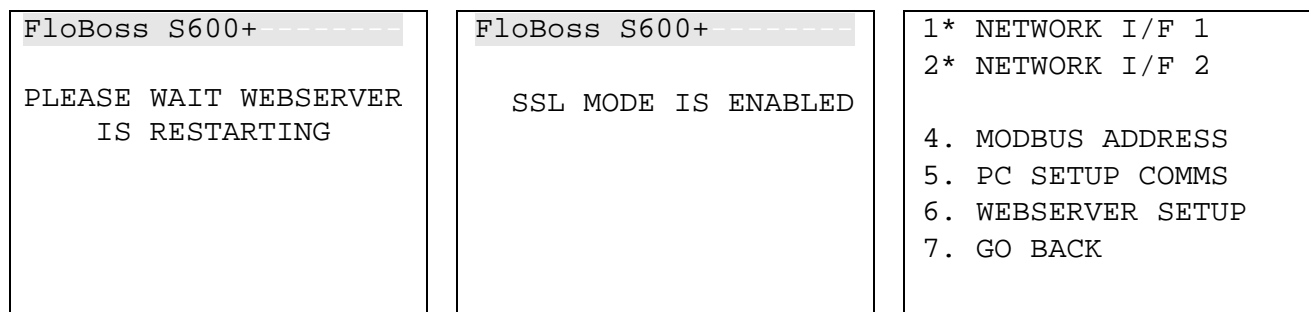 FloBoss S600+--------
PLEASE WAIT WEBSERVER
IS RESTARTING
FloBoss S600+--------
SSL MODE IS ENABLED
1* NETWORK I/F 1
2* NETWORK I/F 2
4. MODBUS ADDRESS
5. PC SETUP COMMS
6. WEBSERVER SETUP
7. GO BACK